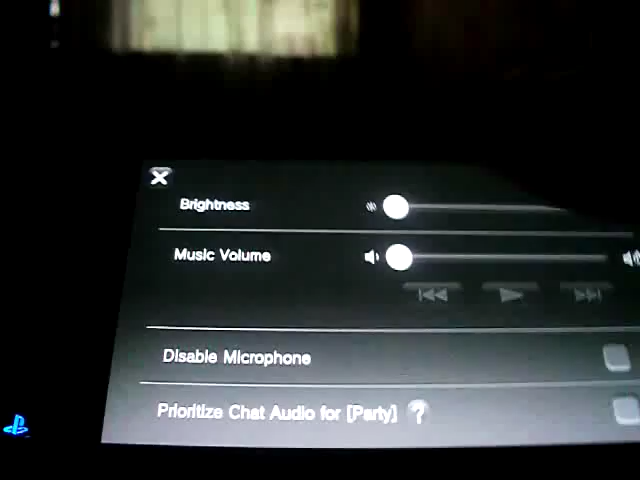 Brightness
Music Volume
Disable Microphone
Prioritize Chat Audio for [Party] ?